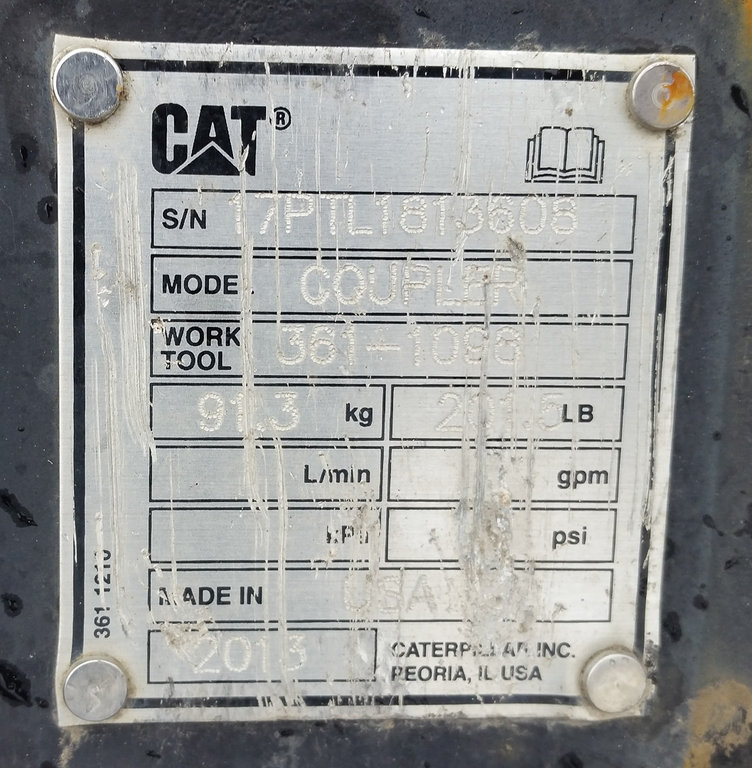 CAT®
S/N 17PTL1813608
MODEL COUPLER
WORK TOOL 361-1098
91.3 kg 201.5 LB
L/min gpm
kPa psi
MADE IN USA
2013 CATERPILLAR INC.
PEORIA, IL USA
361 1210